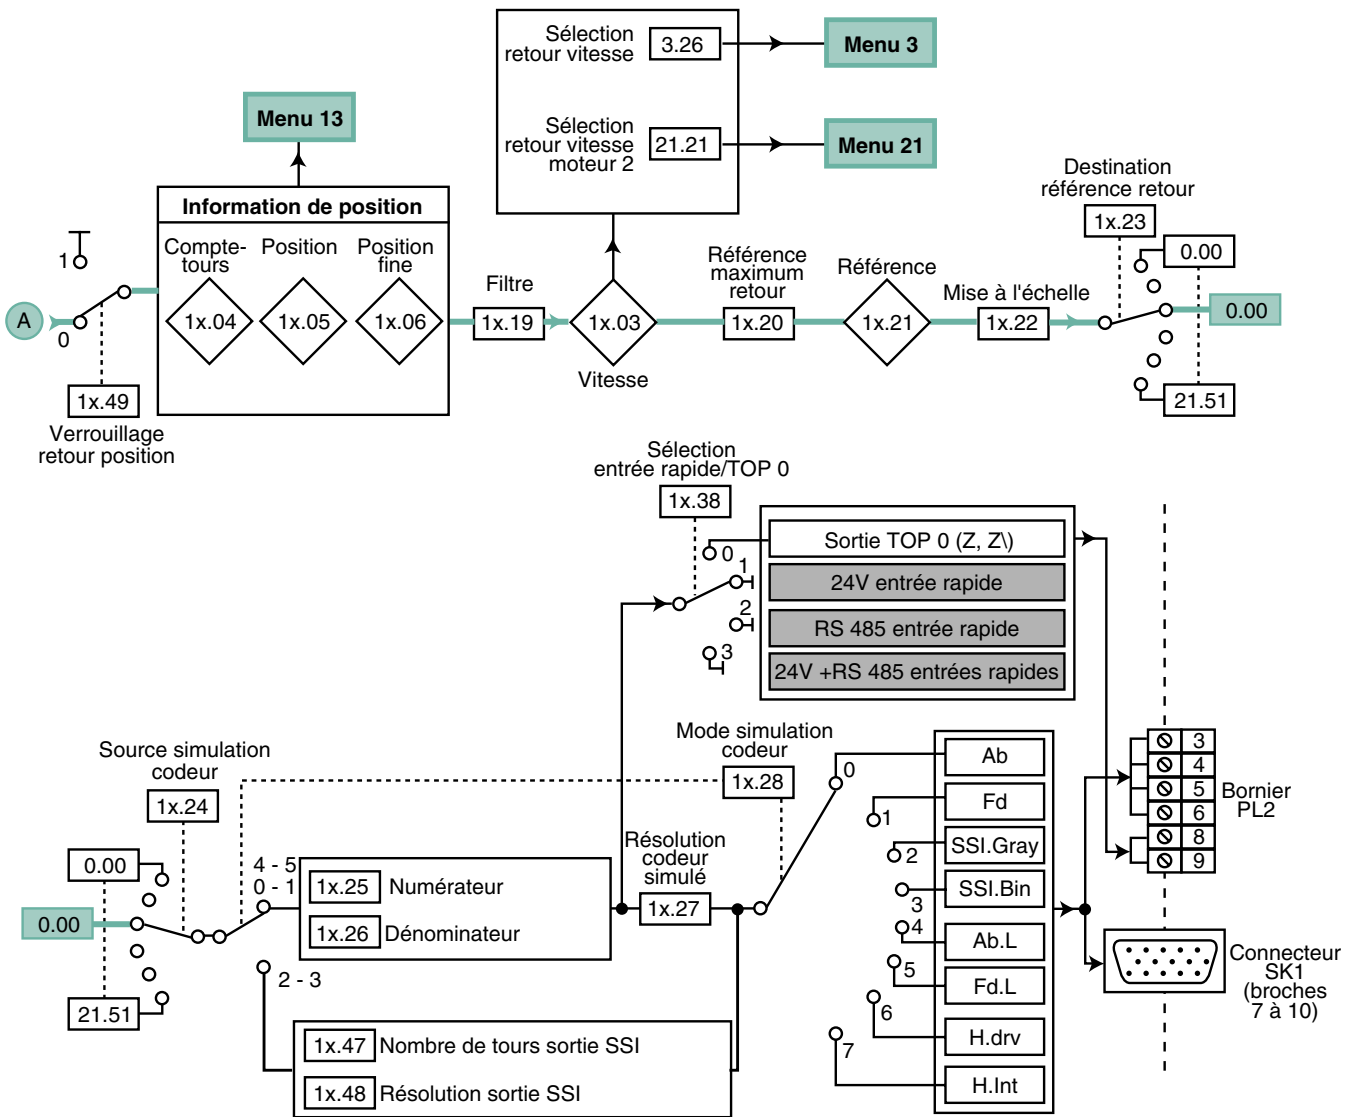 Sélection
retour vitesse
3.26
Menu 3
Menu 13
Sélection
retour vitesse
moteur 2
21.21
Menu 21
Destination
référence retour
1x.23
Information de position
Compte-
tours
Position
Position
fine
1
A
0
1x.04
1x.05
1x.06
Filtre
1x.19
1x.03
Vitesse
Référence
maximum
retour
1x.20
Référence
1x.21
Mise à l'échelle
1x.22
0.00
0.00
21.51
1x.49
Verrouillage
retour position
Sélection
entrée rapide/TOP 0
1x.38
0
1
2
3
Sortie TOP 0 (Z, Z\)
24V entrée rapide
RS 485 entrée rapide
24V +RS 485 entrées rapides
Source simulation
codeur
1x.24
0.00
0.00
21.51
4 - 5
0 - 1
2 - 3
1x.25 Numérateur
1x.26 Dénominateur
1x.47 Nombre de tours sortie SSI
1x.48 Résolution sortie SSI
Résolution
codeur
simulé
1x.27
Mode simulation
codeur
1x.28
0
1
2
3
4
5
6
7
Ab
Fd
SSI.Gray
SSI.Bin
Ab.L
Fd.L
H.drv
H.Int
3
4
5
6
8
9
Bornier
PL2
Connecteur
SK1
(broches
7 à 10)